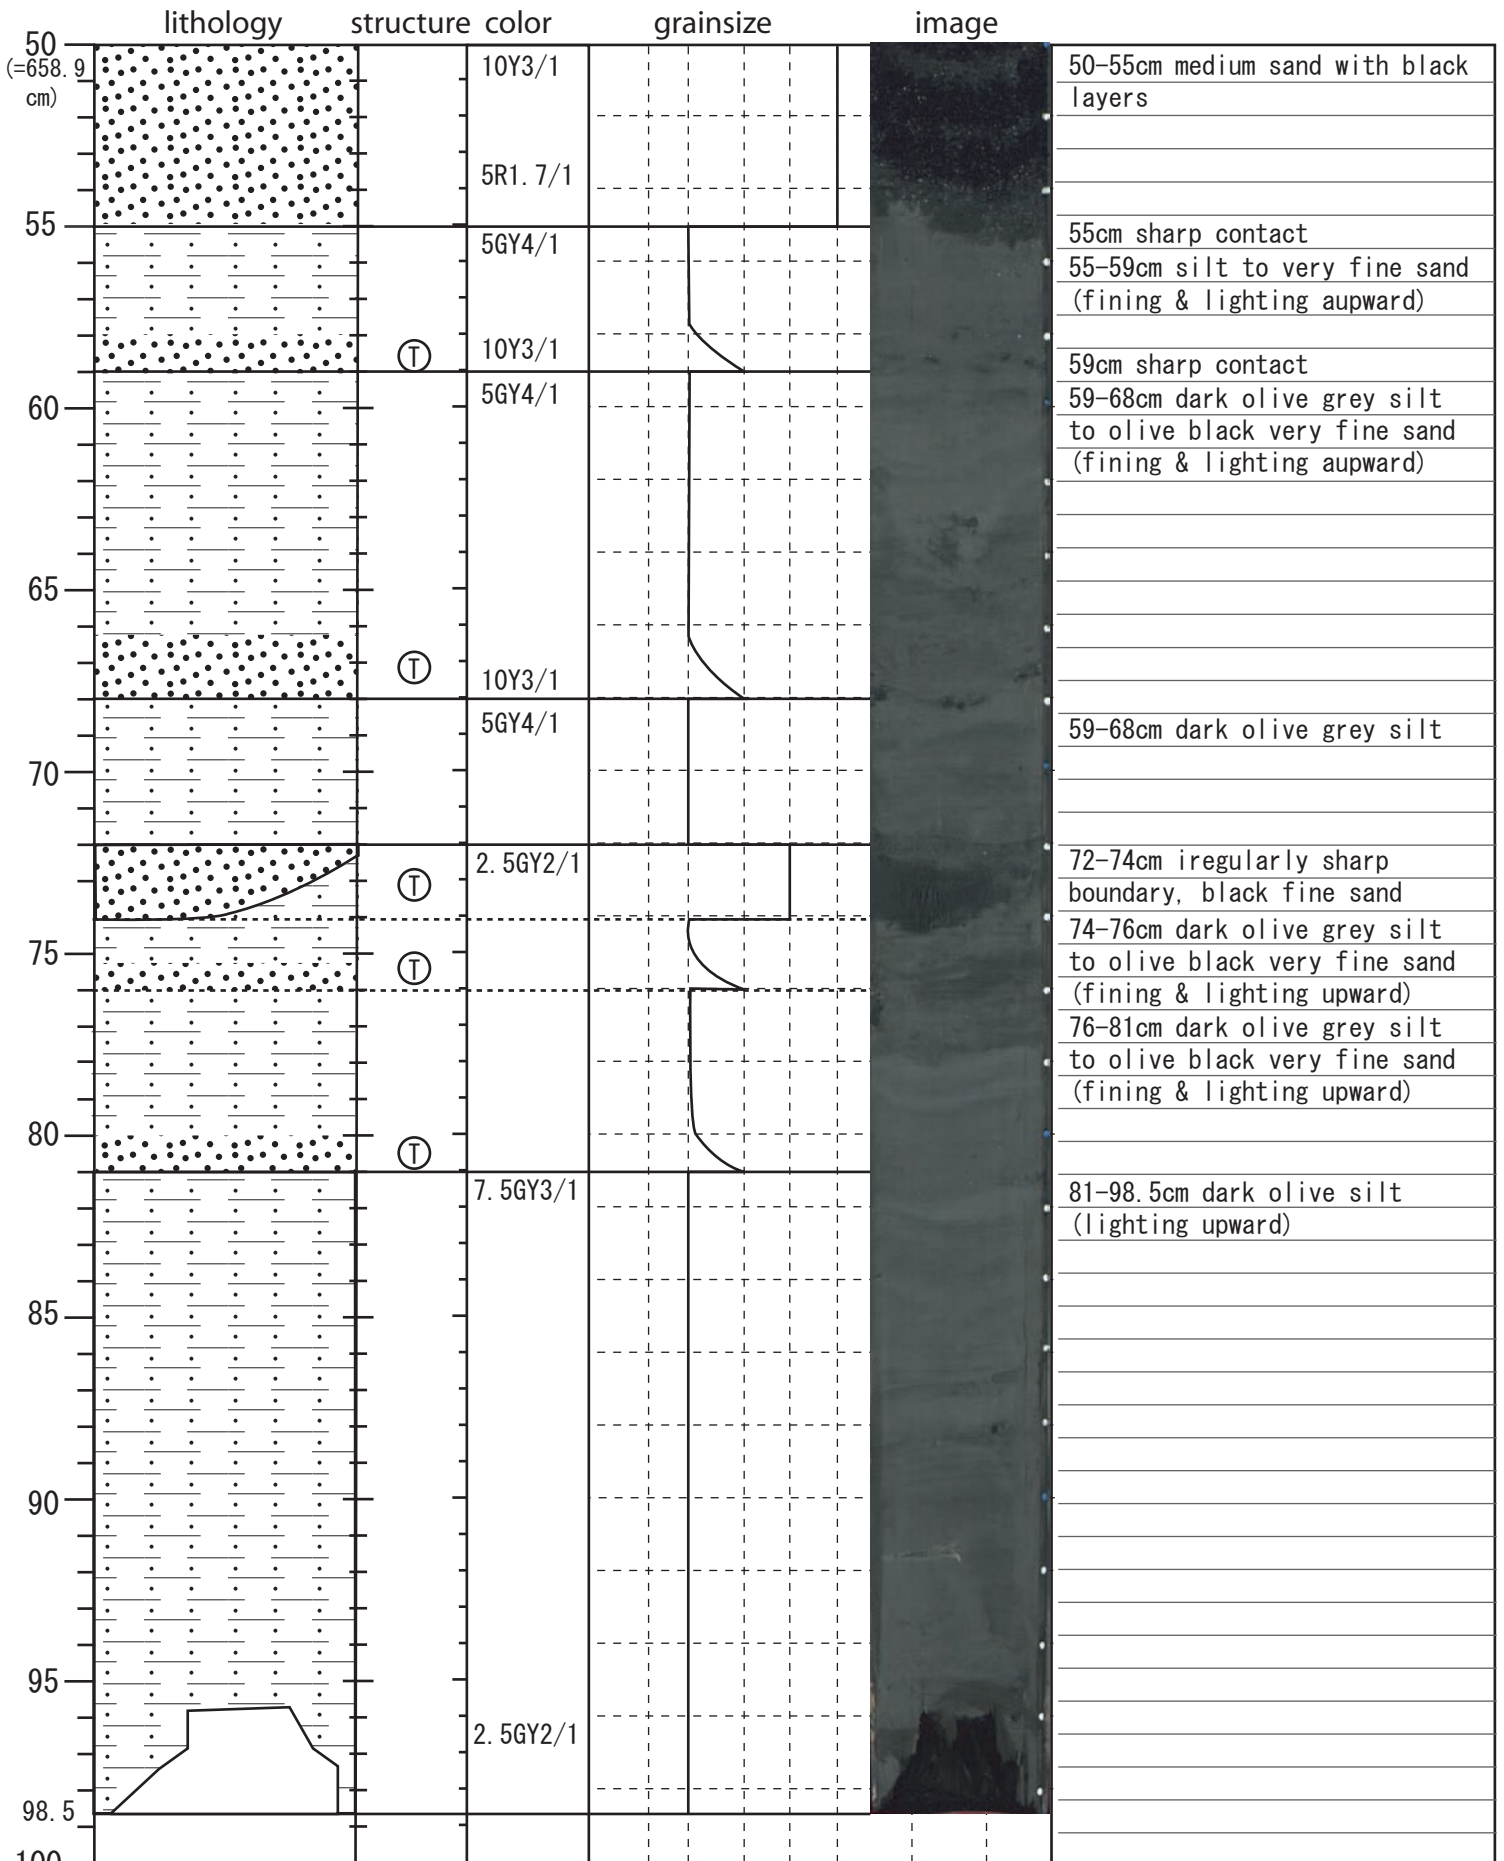 lithology structure color grainsize image
50
(=658.9
cm)
10Y3/1
50-55cm medium sand with black
layers
5R1.7/1
55
5GY4/1
55cm sharp contact
55-59cm silt to very fine sand
(fining & lighting aupward)
T
10Y3/1
59cm sharp contact
60
5GY4/1
59-68cm dark olive grey silt
to olive black very fine sand
(fining & lighting aupward)
65
T
10Y3/1
5GY4/1
59-68cm dark olive grey silt
70
T
2.5GY2/1
72-74cm iregularly sharp
boundary, black fine sand
75
T
74-76cm dark olive grey silt
to olive black very fine sand
(fining & lighting upward)
76-81cm dark olive grey silt
to olive black very fine sand
(fining & lighting upward)
80
T
7.5GY3/1
81-98.5cm dark olive silt
(lighting upward)
85
90
95
2.5GY2/1
98.5
100